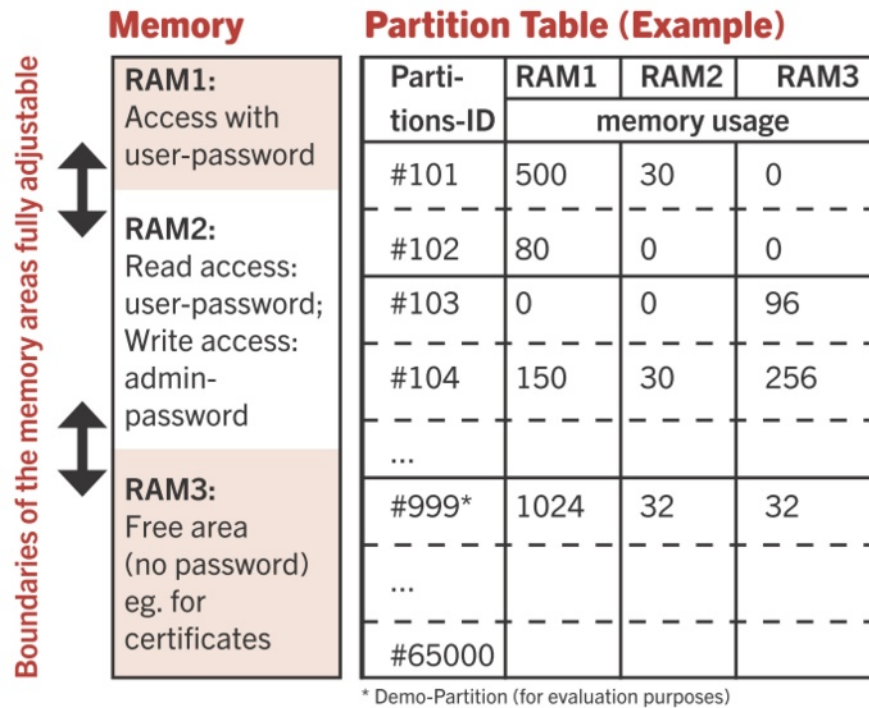 Memory
Partition Table (Example)
Boundaries of the memory areas fully adjustable
RAM1:
Access with
user-password
RAM2:
Read access:
user-password;
Write access:
admin-
password
RAM3:
Free area
(no password)
eg. for
certificates
Parti- RAM1 RAM2 RAM3
tions-ID memory usage
#101 500 30 0
#102 80 0 0
#103 0 0 96
#104 150 30 256
...
#999* 1024 32 32
...
#65000
* Demo-Partition (for evaluation purposes)